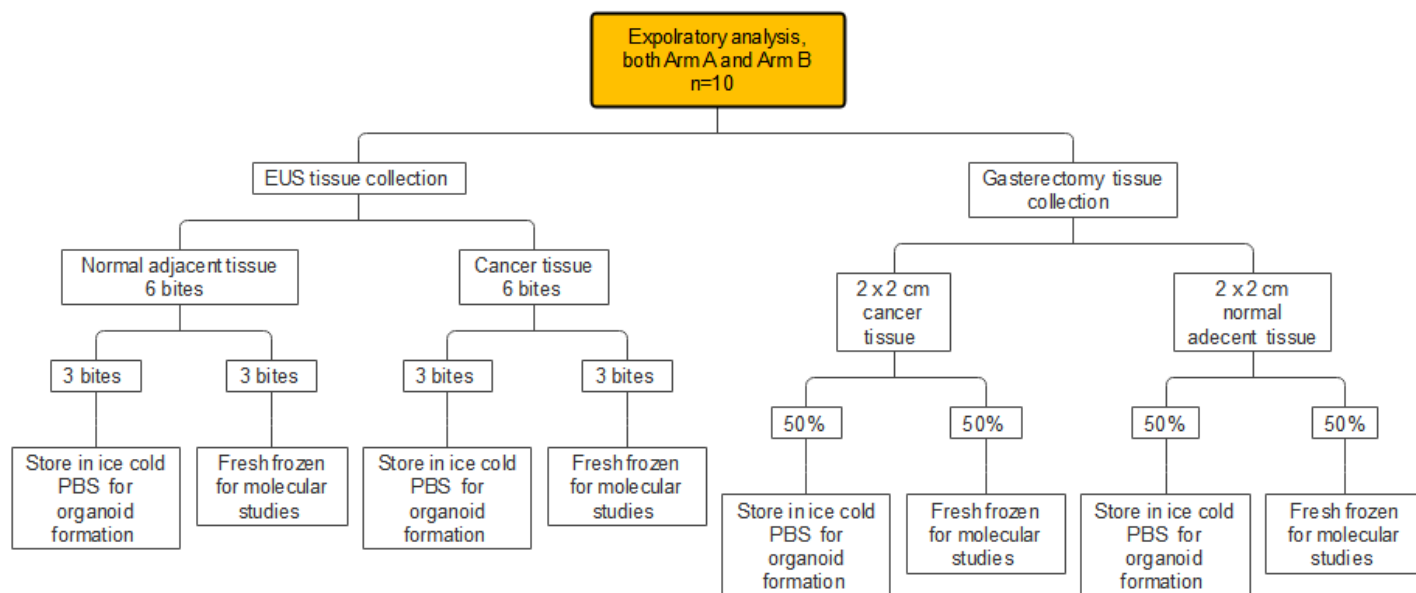 Expolratory analysis,
both Arm A and Arm B
n=10
EUS tissue collection
Gasterectomy tissue
collection
Normal adjacent tissue
6 bites
Cancer tissue
6 bites
2 x 2 cm
cancer
tissue
2 x 2 cm
normal
adecent tissue
3 bites
3 bites
3 bites
3 bites
50%
50%
50%
50%
Store in ice cold
PBS for
organoid
formation
Fresh frozen
for molecular
studies
Store in ice cold
PBS for
organoid
formation
Fresh frozen
for molecular
studies
Store in ice cold
PBS for
organoid
formation
Fresh frozen
for molecular
studies
Store in ice cold
PBS for
organoid
formation
Fresh frozen
for molecular
studies